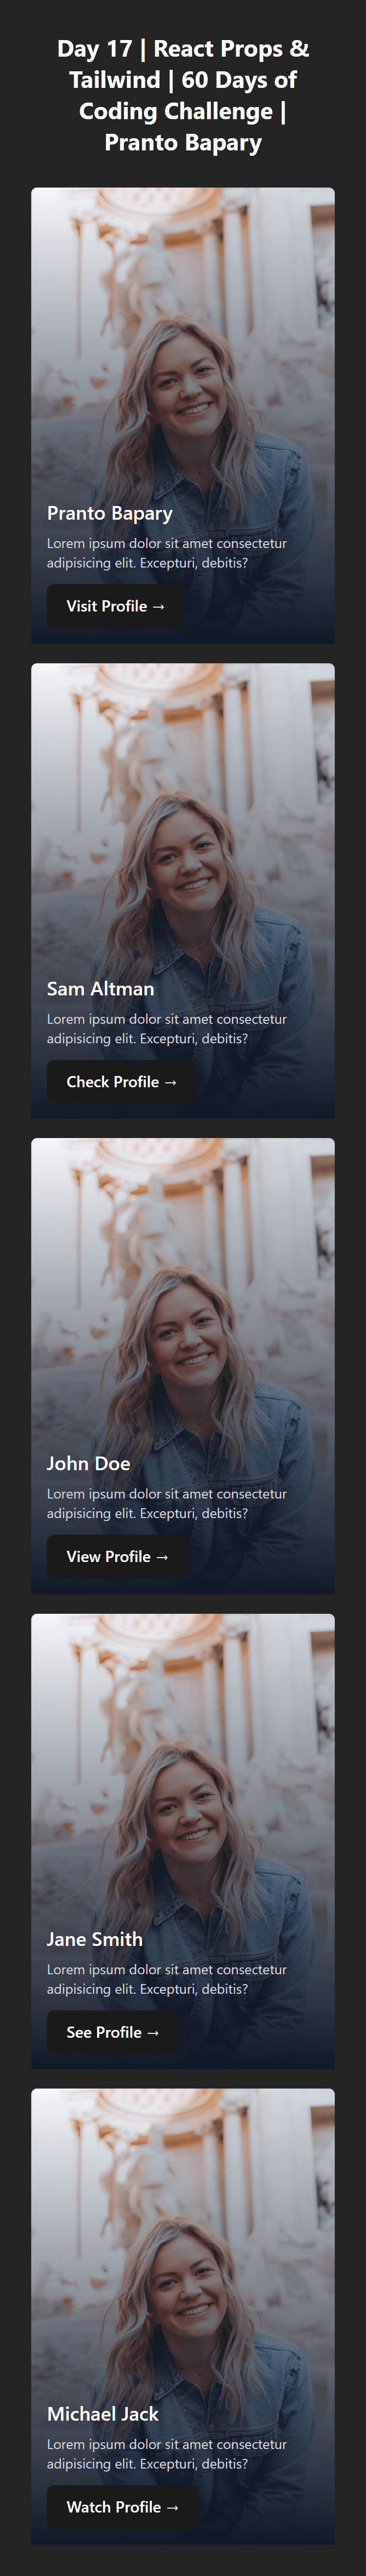 Day 17 | React Props &
Tailwind | 60 Days of
Coding Challenge |
Pranto Bapary
Pranto Bapary
Lorem ipsum dolor sit amet consectetur
adipisicing elit. Excepturi, debitis?
Visit Profile →
Sam Altman
Lorem ipsum dolor sit amet consectetur
adipisicing elit. Excepturi, debitis?
Check Profile →
John Doe
Lorem ipsum dolor sit amet consectetur
adipisicing elit. Excepturi, debitis?
View Profile →
Jane Smith
Lorem ipsum dolor sit amet consectetur
adipisicing elit. Excepturi, debitis?
See Profile →
Michael Jack
Lorem ipsum dolor sit amet consectetur
adipisicing elit. Excepturi, debitis?
Watch Profile →